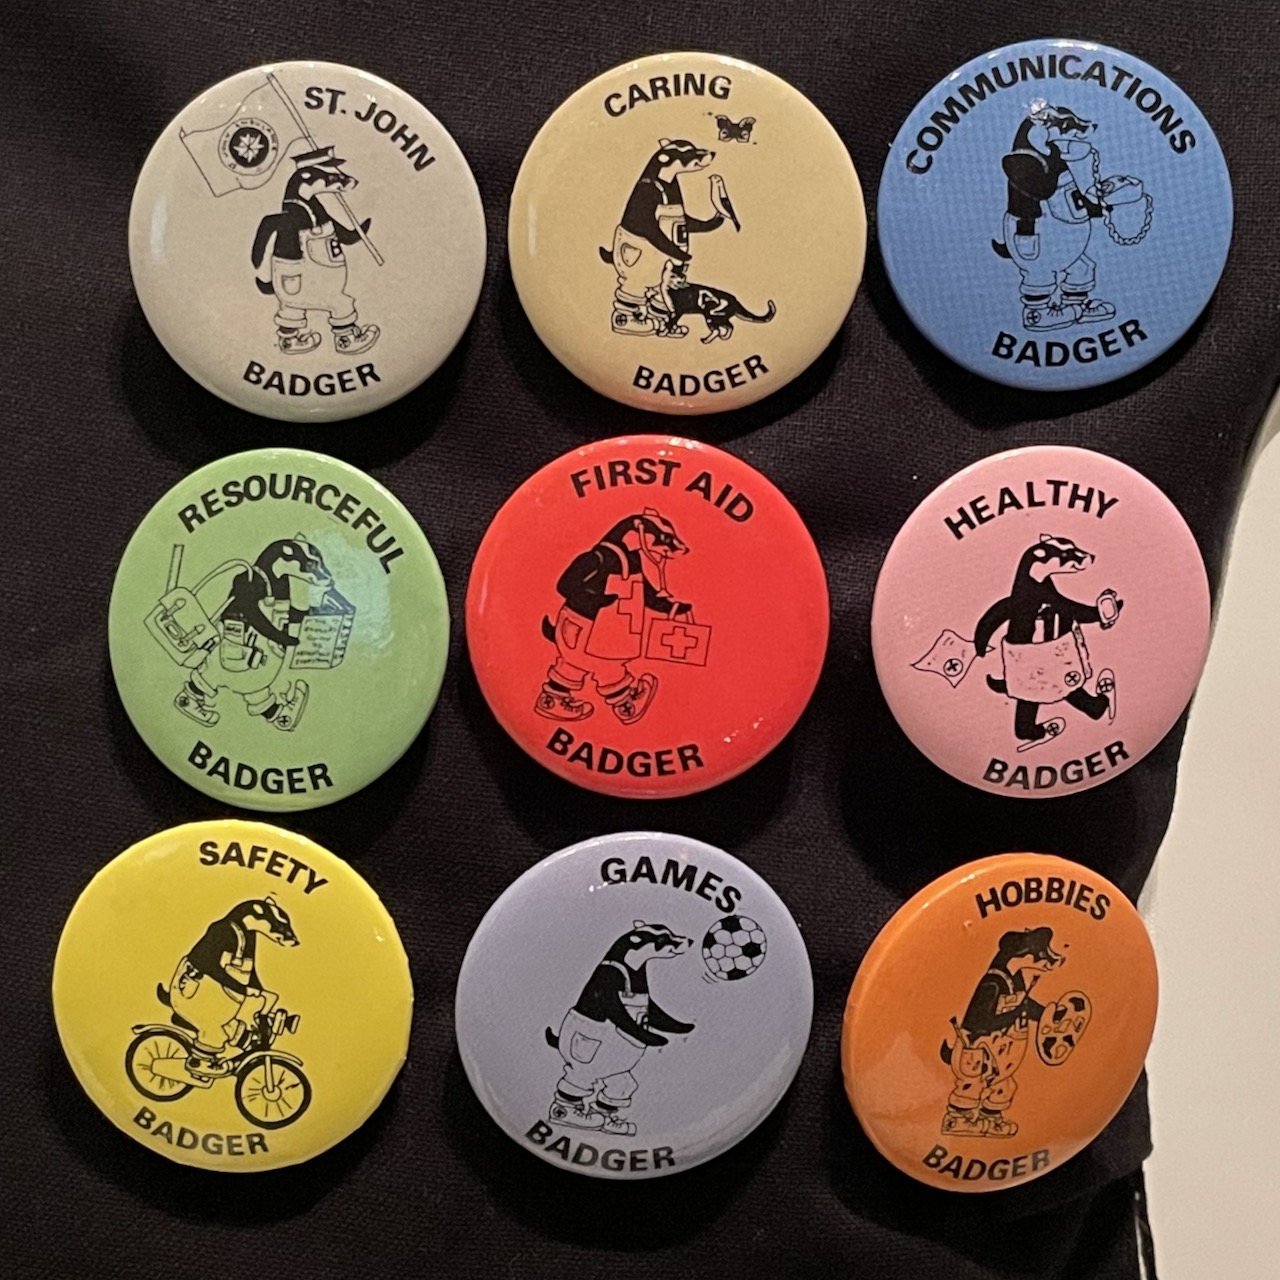 ST. JOHN
BADGER
CARING
BADGER
COMMUNICATIONS
BADGER
RESOURCEFUL
BADGER
FIRST AID
BADGER
HEALTHY
BADGER
SAFETY
BADGER
GAMES
BADGER
HOBBIES
BADGER